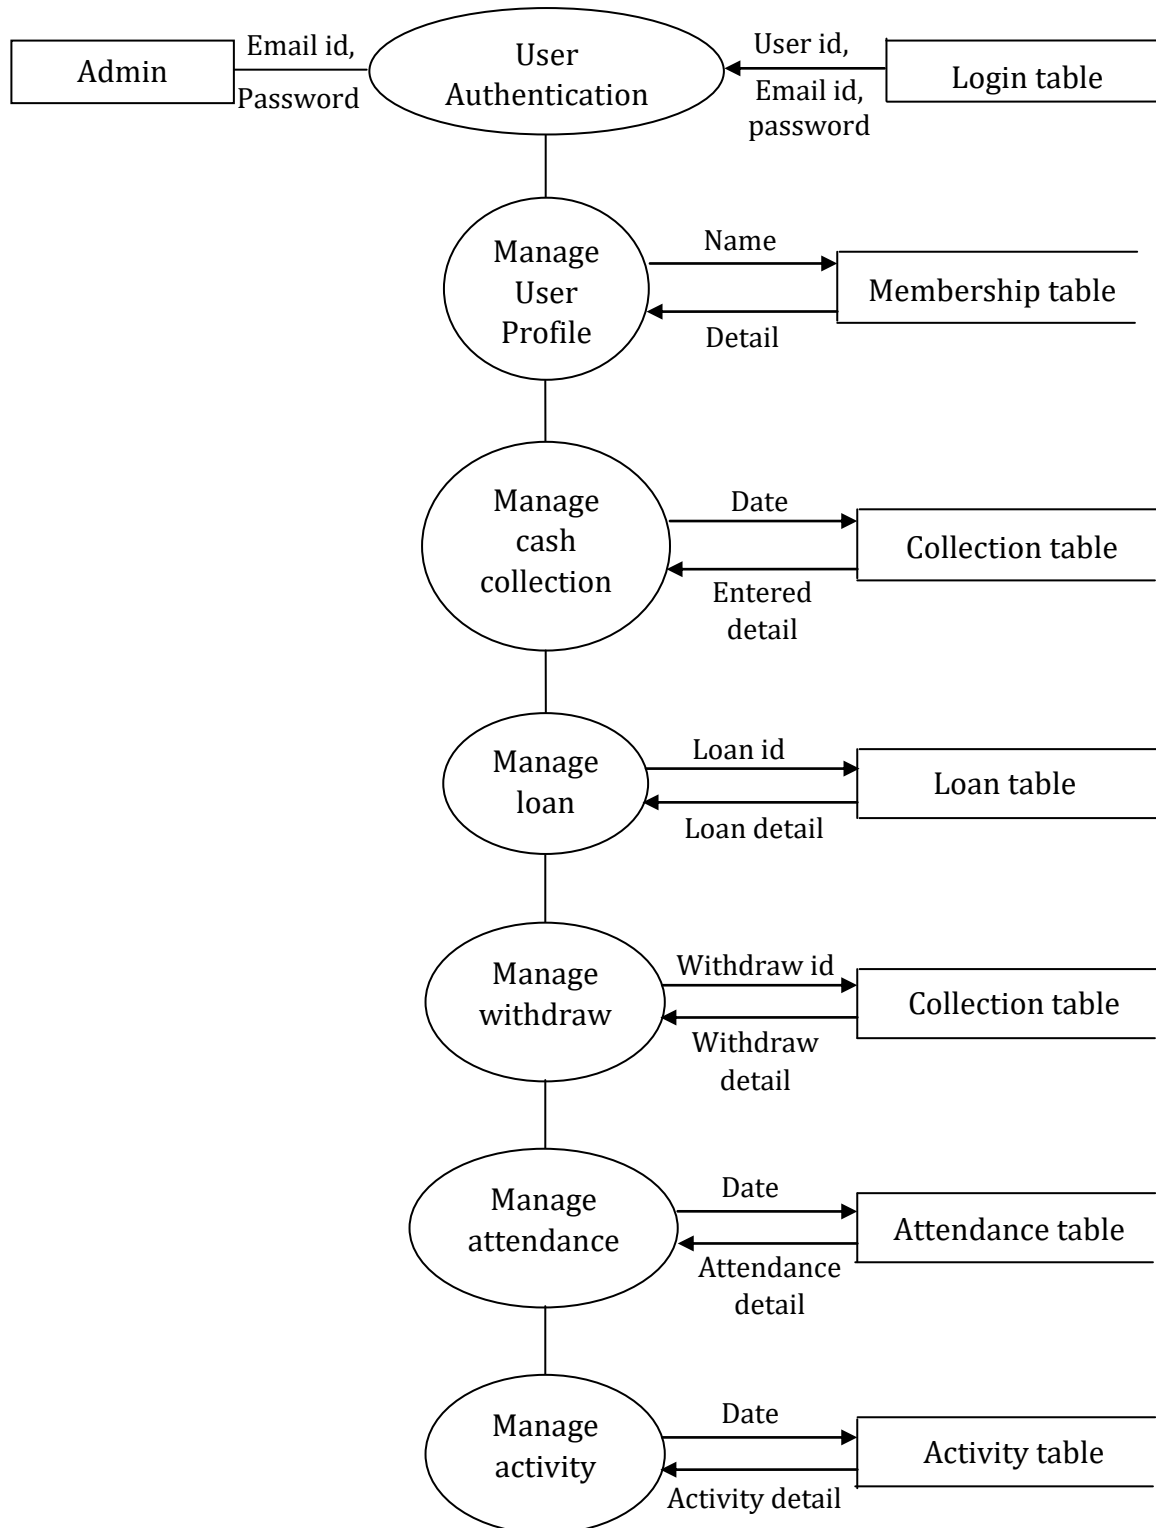 Admin
Email id,
Password
User
Authentication
User id,
Email id,
password
Login table
Manage
User
Profile
Name
Detail
Membership table
Manage
cash
collection
Date
Entered
detail
Collection table
Manage
loan
Loan id
Loan detail
Loan table
Manage
withdraw
Withdraw id
Withdraw
detail
Collection table
Manage
attendance
Date
Attendance
detail
Attendance table
Manage
activity
Date
Activity detail
Activity table